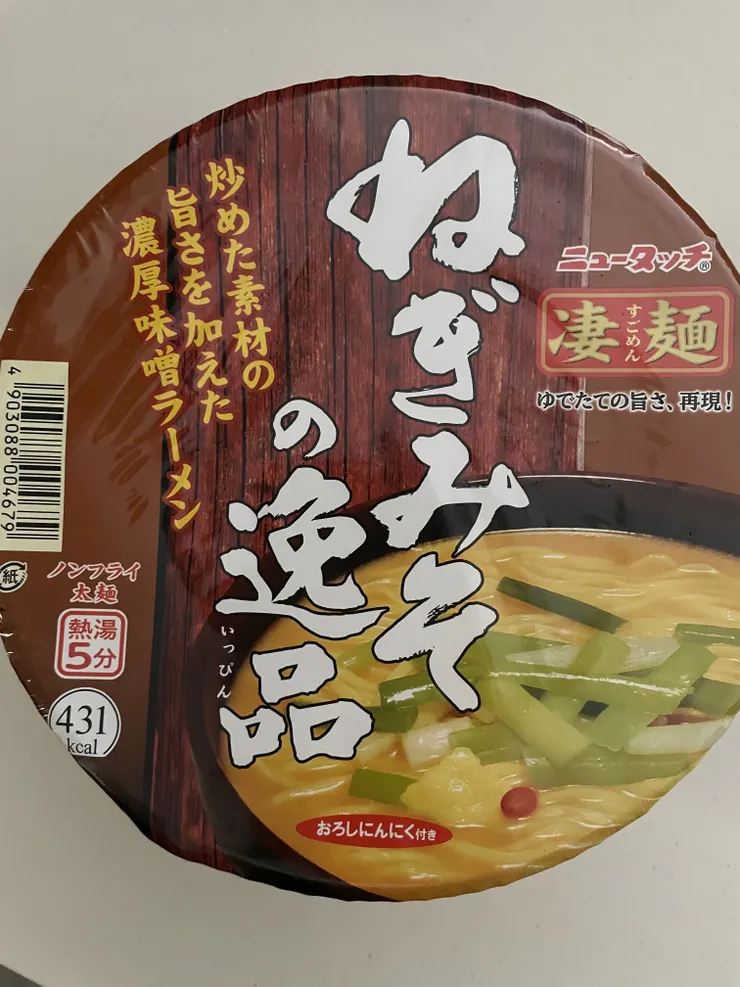 ねぎみそ
の逸品
いっぴん
炒めた素材の
旨さを加えた
濃厚味噌ラーメン
ニュータッチ®
凄麺
すごめん
ゆでたての旨さ、再現!
4903088004679
紙
ノンフライ
太麺
熱湯
5分
431
kcal
おろしにんにく付き